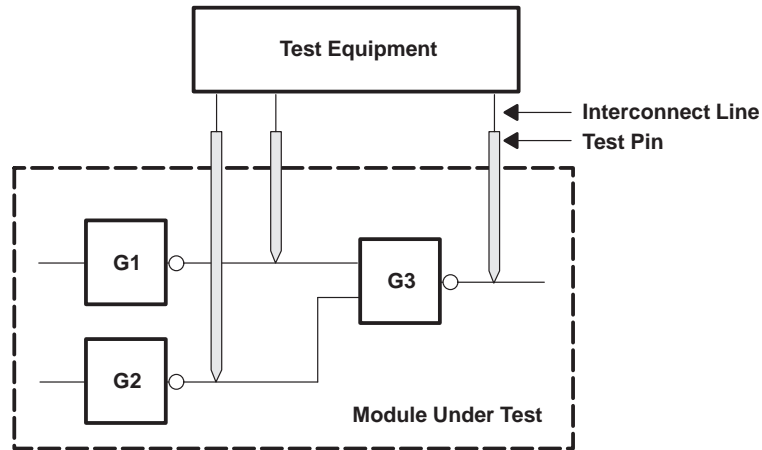 Test Equipment
Interconnect Line
Test Pin
G1
G3
G2
Module Under Test